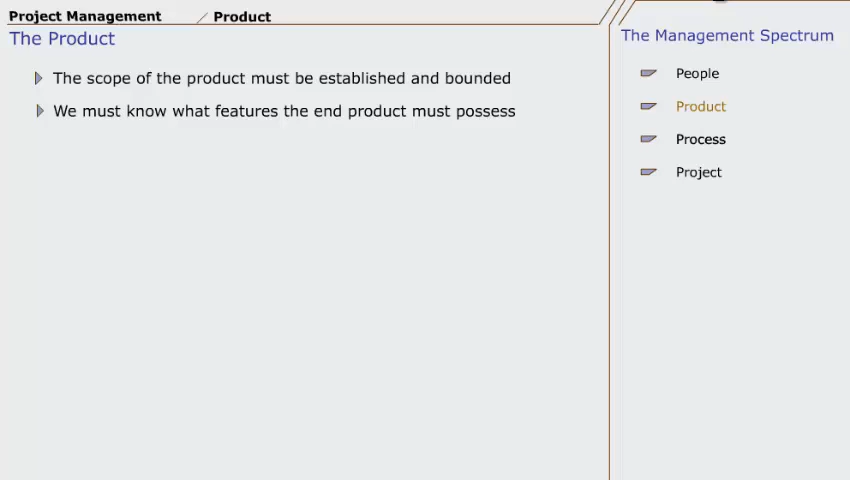 Project Management / Product
The Product
The scope of the product must be established and bounded
We must know what features the end product must possess
The Management Spectrum
People
Product
Process
Project